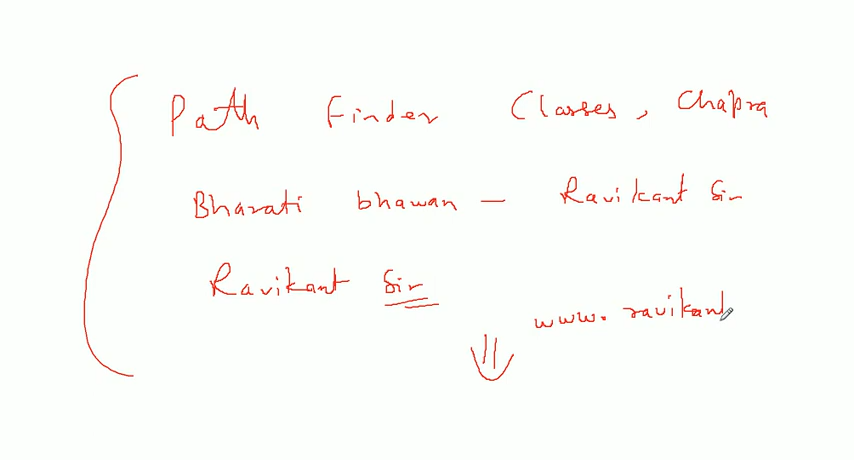 Path Finder Classes, Chapra
Bharati bhawan - Ravikant Sir
Ravikant Sir
www.ravikant